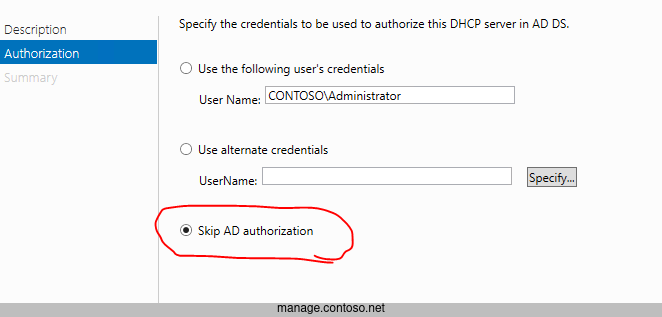 Specify the credentials to be used to authorize this DHCP server in AD DS.
Description
Authorization
Summary
Use the following user's credentials
User Name: CONTOSO\Administrator
Use alternate credentials
UserName: Specify...
Skip AD authorization
manage.contoso.net